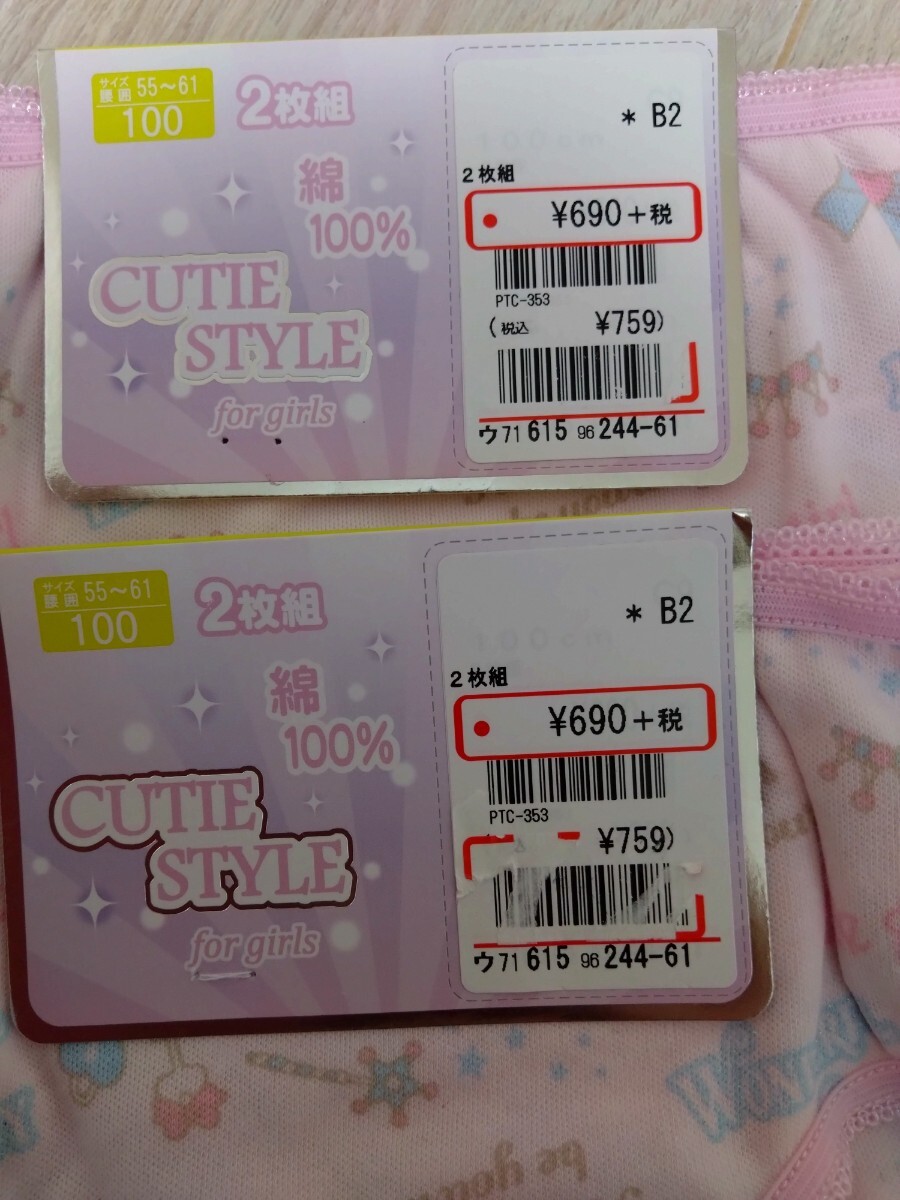 サイズ
腰囲 55～61
100
2枚組
綿
100%
CUTIE
STYLE
for girls
* B2
2枚組
¥690+税
PTC-353
(税込 ¥759)
ウ71 615 96 244-61
サイズ
腰囲 55～61
100
2枚組
綿
100%
CUTIE
STYLE
for girls
* B2
2枚組
¥690+税
PTC-353
¥759)
ウ71 615 96 244-61